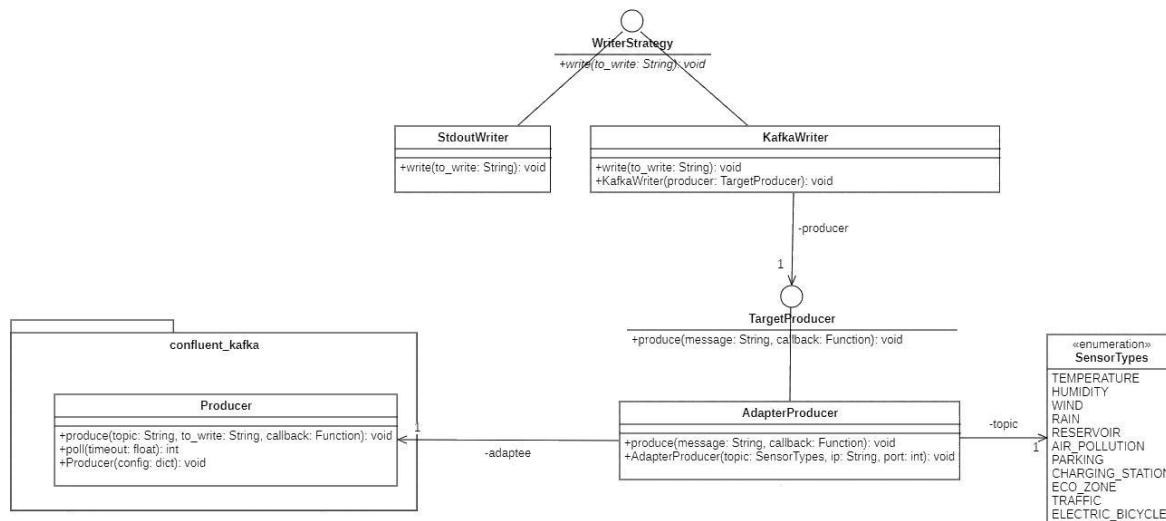 WriterStrategy
+write(to_write: String): void
StdoutWriter
+write(to_write: String): void
KafkaWriter
+write(to_write: String): void
+KafkaWriter(producer: TargetProducer): void
-producer
1
TargetProducer
+produce(message: String, callback: Function): void
confluent_kafka
Producer
+produce(topic: String, to_write: String, callback: Function): void
+poll(timeout: float): int
+Producer(config: dict): void
1
-adaptee
AdapterProducer
+produce(message: String, callback: Function): void
+AdapterProducer(topic: SensorTypes, ip: String, port: int): void
-topic
1
«enumeration»
SensorTypes
TEMPERATURE
HUMIDITY
WIND
RAIN
RESERVOIR
AIR_POLLUTION
PARKING
CHARGING_STATION
ECO_ZONE
TRAFFIC
ELECTRIC_BICYCLE